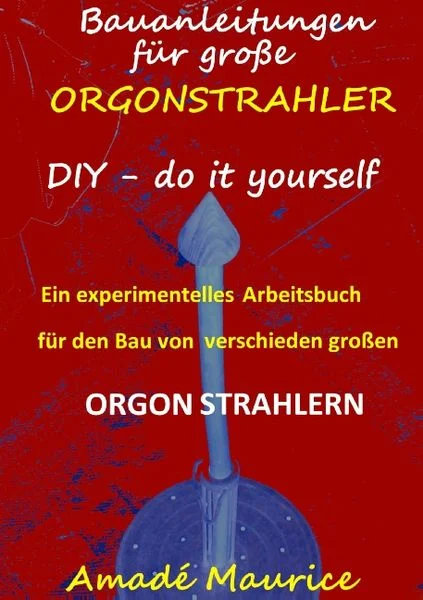 Bauanleitungen
für große
ORGONSTRAHLER
DIY - do it yourself
Ein experimentelles Arbeitsbuch
für den Bau von verschieden großen
ORGON STRAHLERN
Amadé Maurice